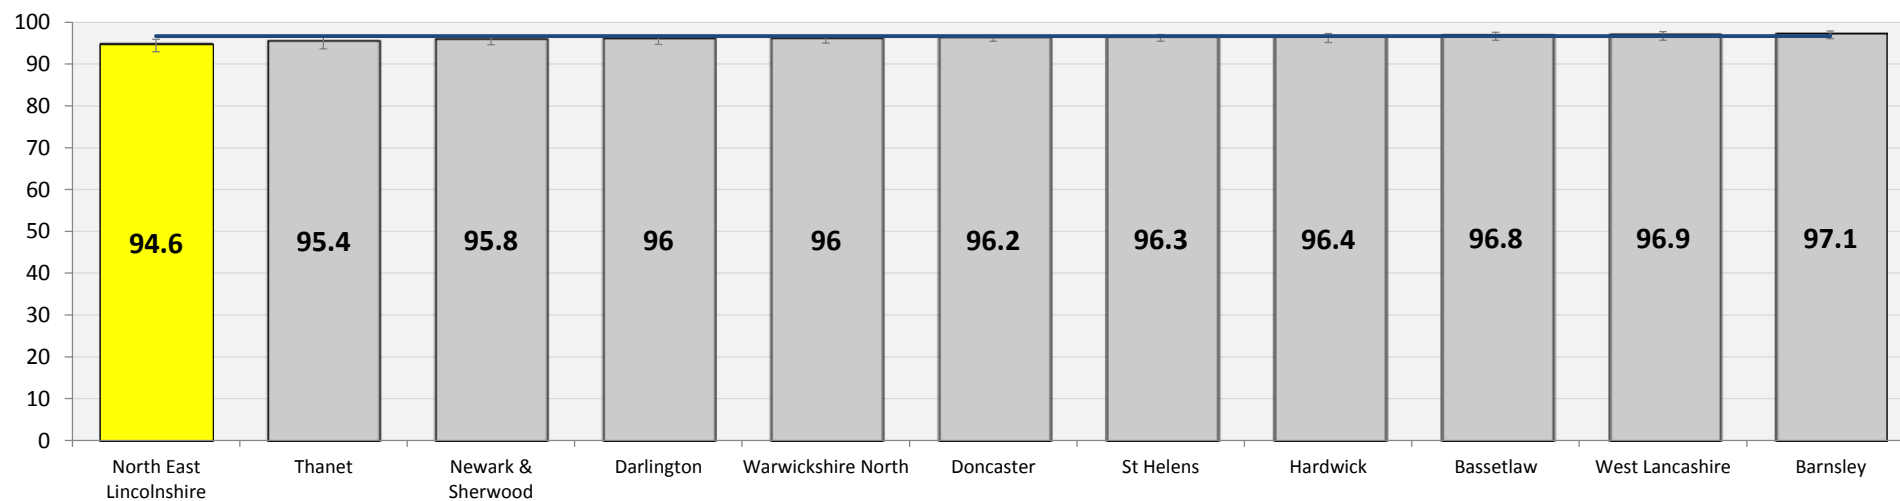 100
90
80
70
60
50
40
30
20
10
0
94.6
95.4
95.8
96
96
96.2
96.3
96.4
96.8
96.9
97.1
North East
Lincolnshire
Thanet
Newark &
Sherwood
Darlington
Warwickshire North
Doncaster
St Helens
Hardwick
Bassetlaw
West Lancashire
Barnsley